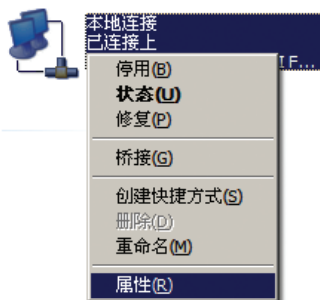 本地连接
已连接上
IF...
停用(B)
状态(U)
修复(P)
桥接(G)
创建快捷方式(S)
删除(D)
重命名(M)
属性(R)